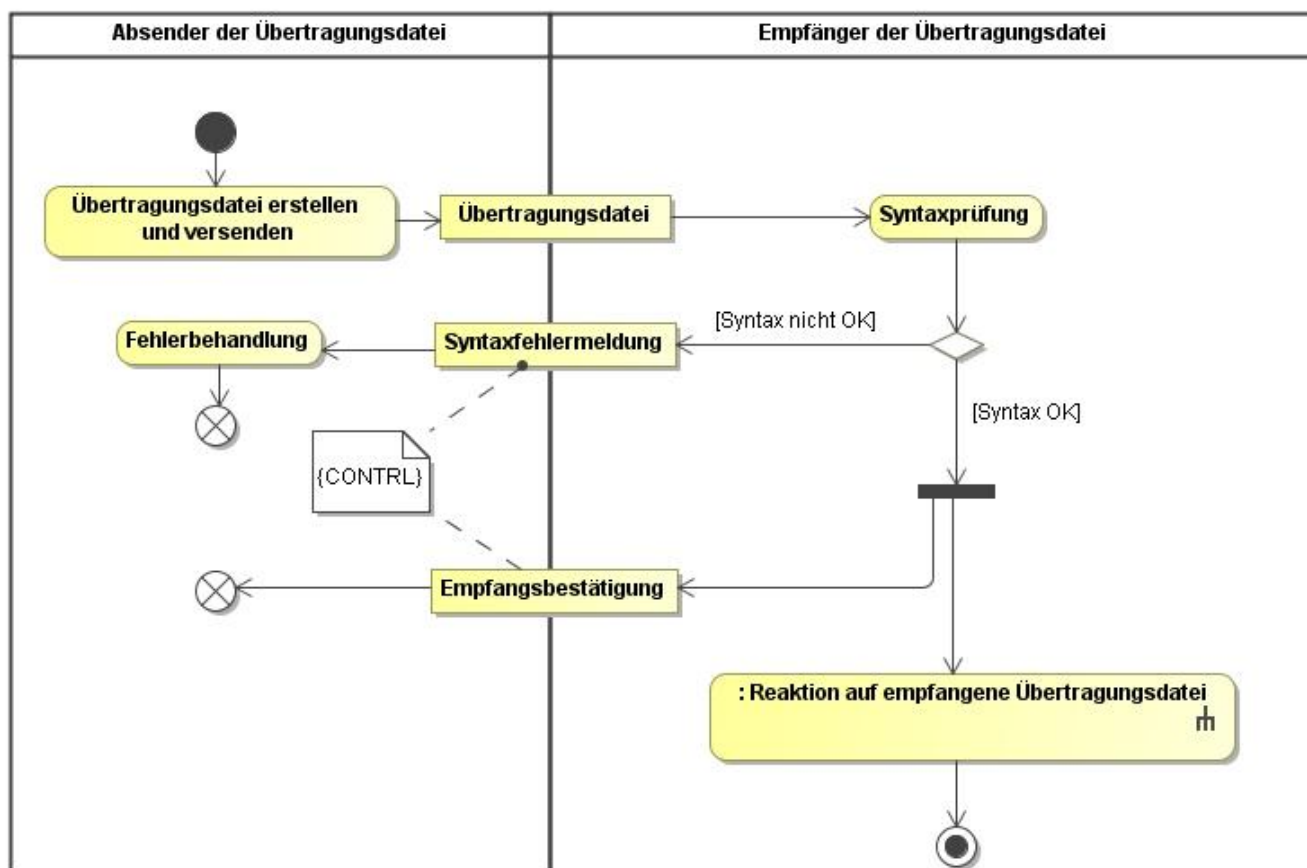 Absender der Übertragungsdatei
Empfänger der Übertragungsdatei
Übertragungsdatei erstellen
und versenden
Übertragungsdatei
Syntaxprüfung
[Syntax nicht OK]
Syntaxfehlermeldung
Fehlerbehandlung
[Syntax OK]
{CONTRL}
Empfangsbestätigung
: Reaktion auf empfangene Übertragungsdatei